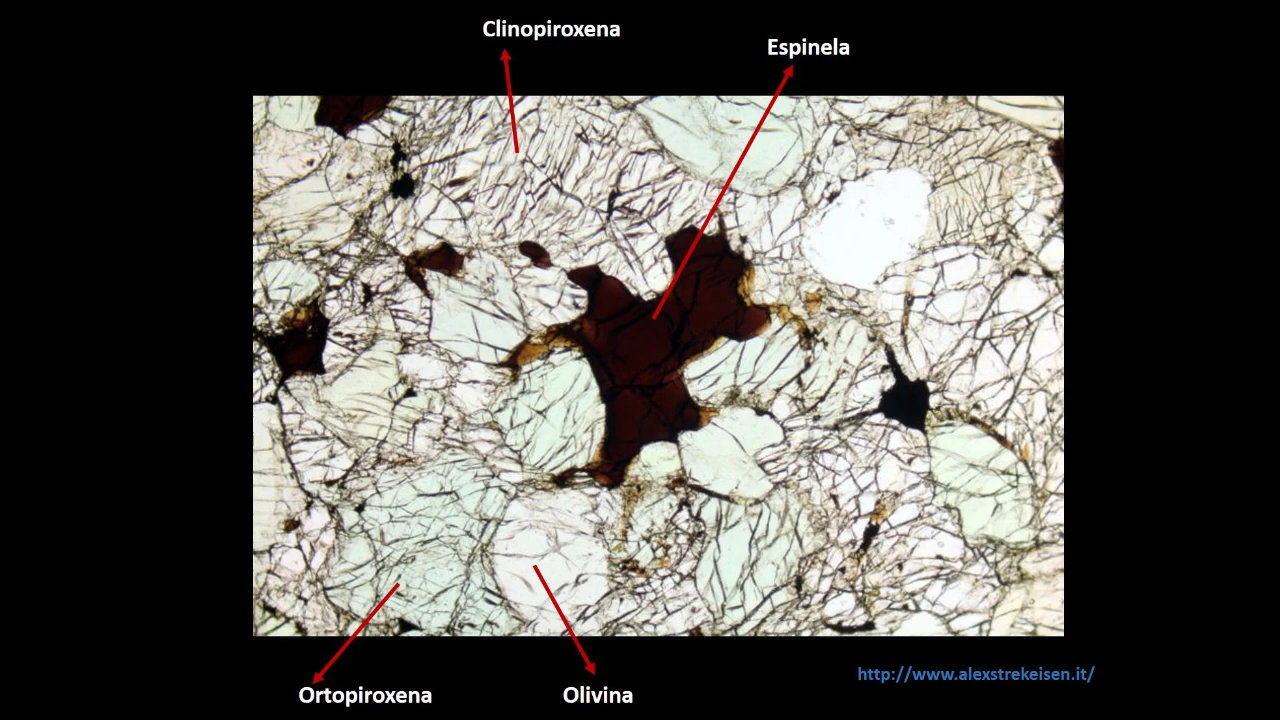 Clinopiroxena
Espinela
Ortopiroxena
Olivina
http://www.alexstrekeisen.it/